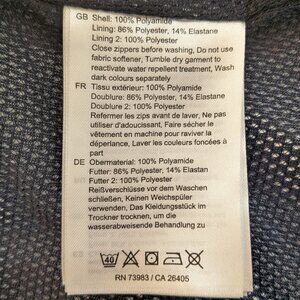 GB Shell: 100% Polyamide
Lining: 86% Polyester, 14% Elastane
Lining 2: 100% Polyester
Close zippers before washing, Do not use
fabric softener, Tumble dry garment to
reactivate water repellent treatment, Wash
dark colours separately
FR Tissu extérieur: 100% Polyamide
Doublure: 86% Polyester, 14% Élasthane
Doublure 2: 100% Polyester
Refermer les zips avant de laver, Ne pas
utiliser d'adoucissant, Faire sécher le
vêtement en machine pour raviver la
déperlance, Laver les couleurs foncées à
part
DE Obermaterial: 100% Polyamide
Futter: 86% Polyester, 14% Elastan
Futter 2: 100% Polyester
Reißverschlüsse vor dem Waschen
schließen, Keinen Weichspüler
verwenden, Das Kleidungsstück im
Trockner trocknen, um die
wasserabweisende Behandlung zu
40
RN 73983 / CA 26405